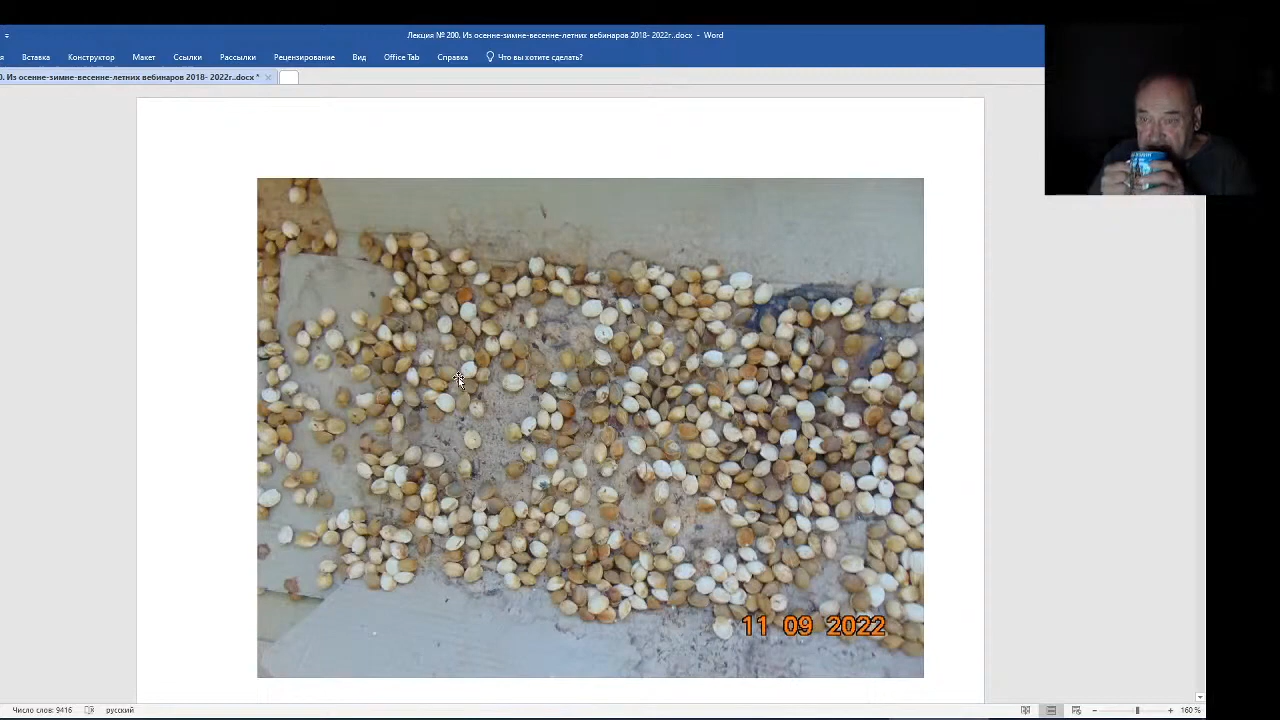 Лекция № 200. Из осенне-зимне-весенне-летних вебинаров 2018- 2022г..docx - Word
Вставка Конструктор Макет Ссылки Рассылки Рецензирование Вид Office Tab Справка Что вы хотите сделать?
0. Из осенне-зимне-весенне-летних вебинаров 2018- 2022г..docx *
11 09 2022
Число слов: 9416 русский 160 %